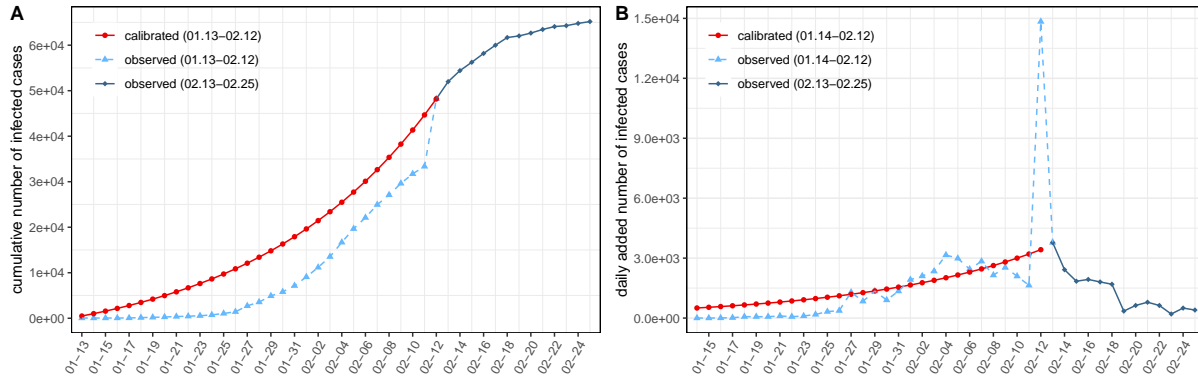 A
cumulative number of infected cases
6e+04
5e+04
4e+04
3e+04
2e+04
1e+04
0e+00
calibrated (01.13−02.12)
observed (01.13−02.12)
observed (02.13−02.25)
01−13
01−15
01−17
01−19
01−21
01−23
01−25
01−27
01−29
01−31
02−02
02−04
02−06
02−08
02−10
02−12
02−14
02−16
02−18
02−20
02−22
02−24
B
daily added number of infected cases
1.5e+04
1.2e+04
9.0e+03
6.0e+03
3.0e+03
0.0e+00
calibrated (01.14−02.12)
observed (01.14−02.12)
observed (02.13−02.25)
01−15
01−17
01−19
01−21
01−23
01−25
01−27
01−29
01−31
02−02
02−04
02−06
02−08
02−10
02−12
02−14
02−16
02−18
02−20
02−22
02−24